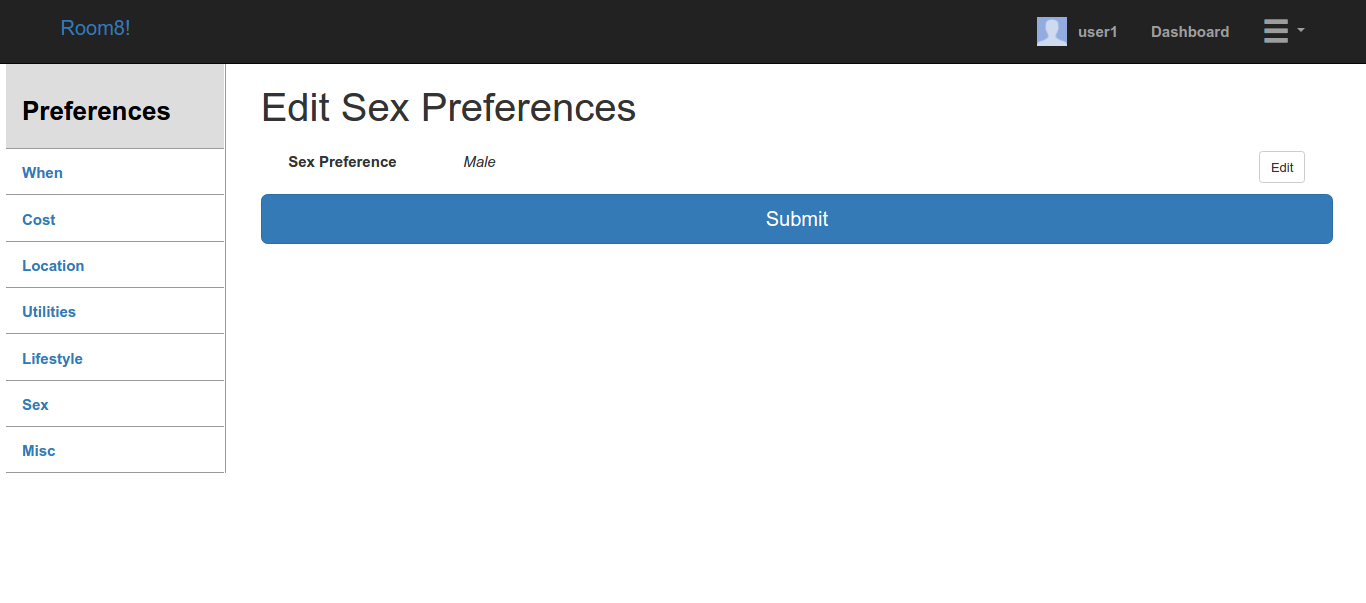 Room8!
user1 Dashboard
Preferences
When
Cost
Location
Utilities
Lifestyle
Sex
Misc
Edit Sex Preferences
Sex Preference Male Edit
Submit